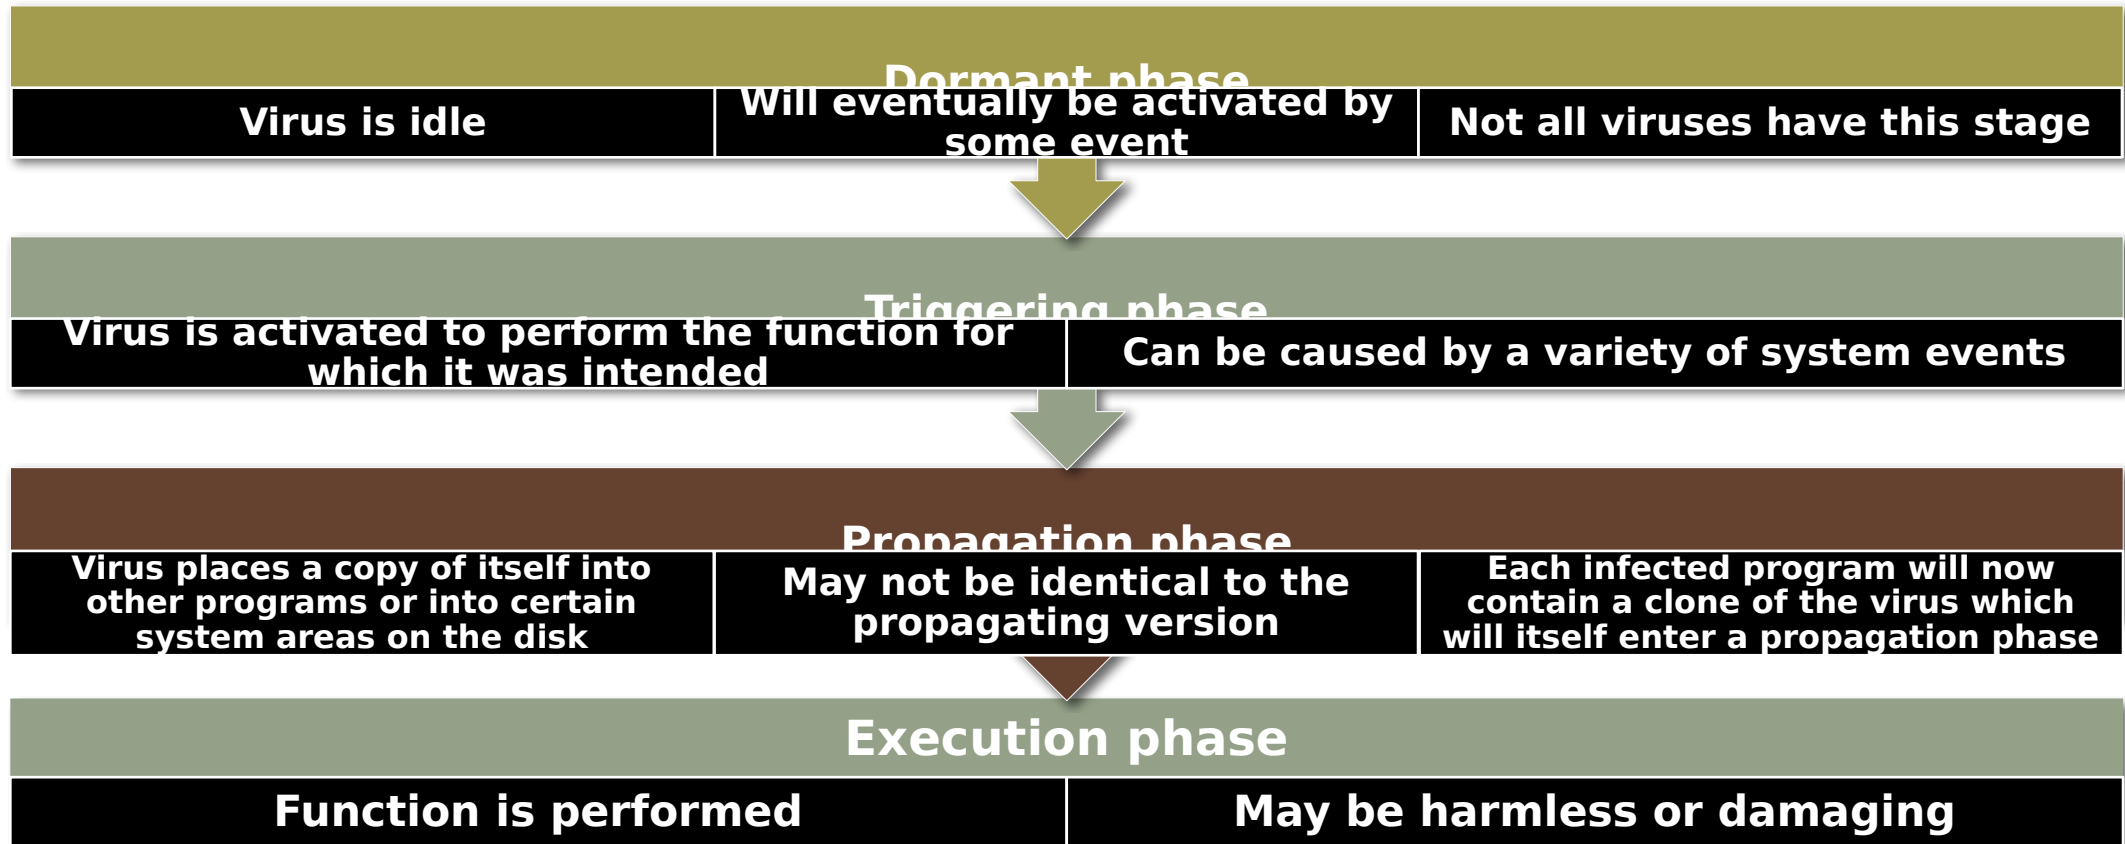 Dormant phase
Virus is idle
Will eventually be activated by
some event
Not all viruses have this stage
Triggering phase
Virus is activated to perform the function for
which it was intended
Can be caused by a variety of system events
Propagation phase
Virus places a copy of itself into
other programs or into certain
system areas on the disk
May not be identical to the
propagating version
Each infected program will now
contain a clone of the virus which
will itself enter a propagation phase
Execution phase
Function is performed
May be harmless or damaging